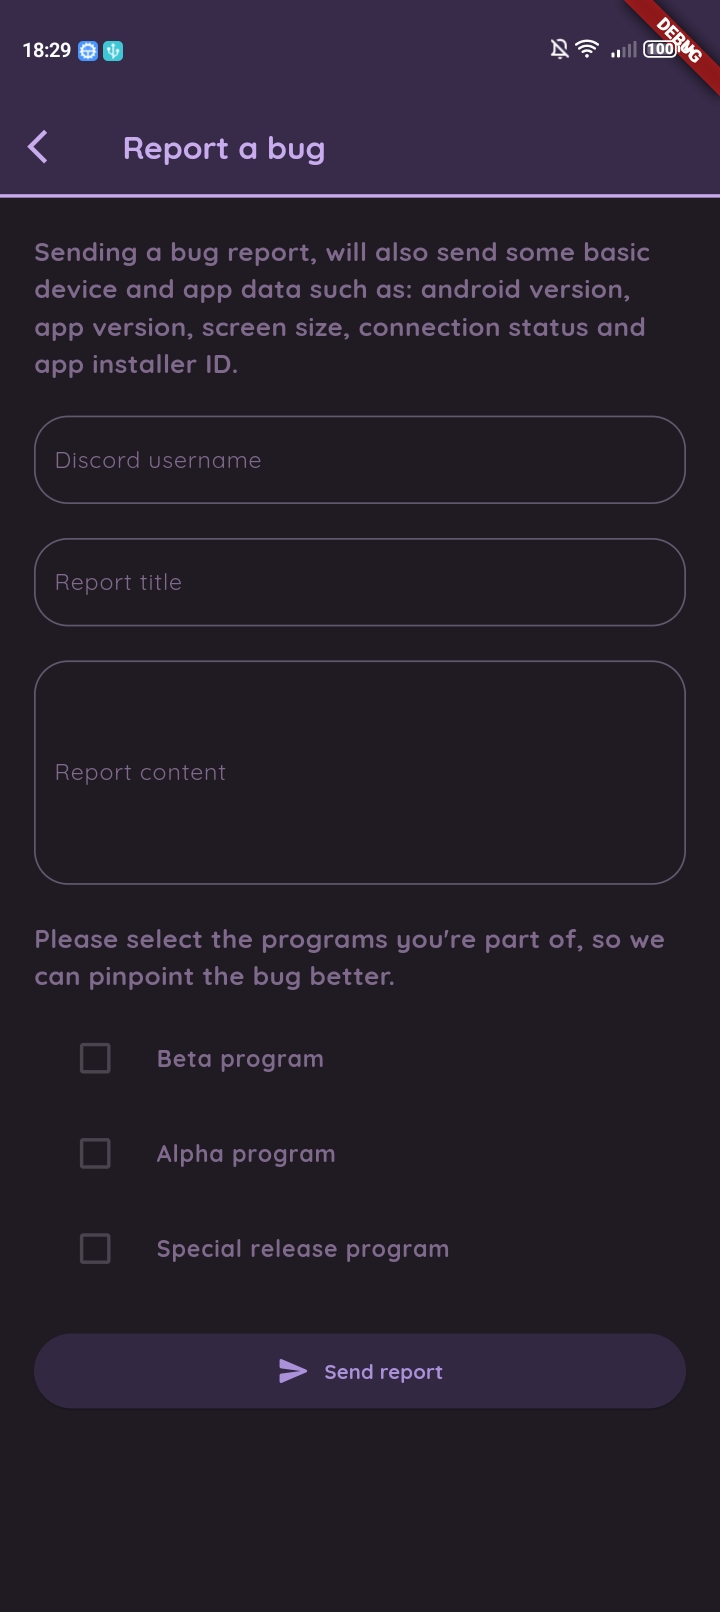 18:29
100
DEBUG
Report a bug
Sending a bug report, will also send some basic
device and app data such as: android version,
app version, screen size, connection status and
app installer ID.
Discord username
Report title
Report content
Please select the programs you're part of, so we
can pinpoint the bug better.
Beta program
Alpha program
Special release program
Send report